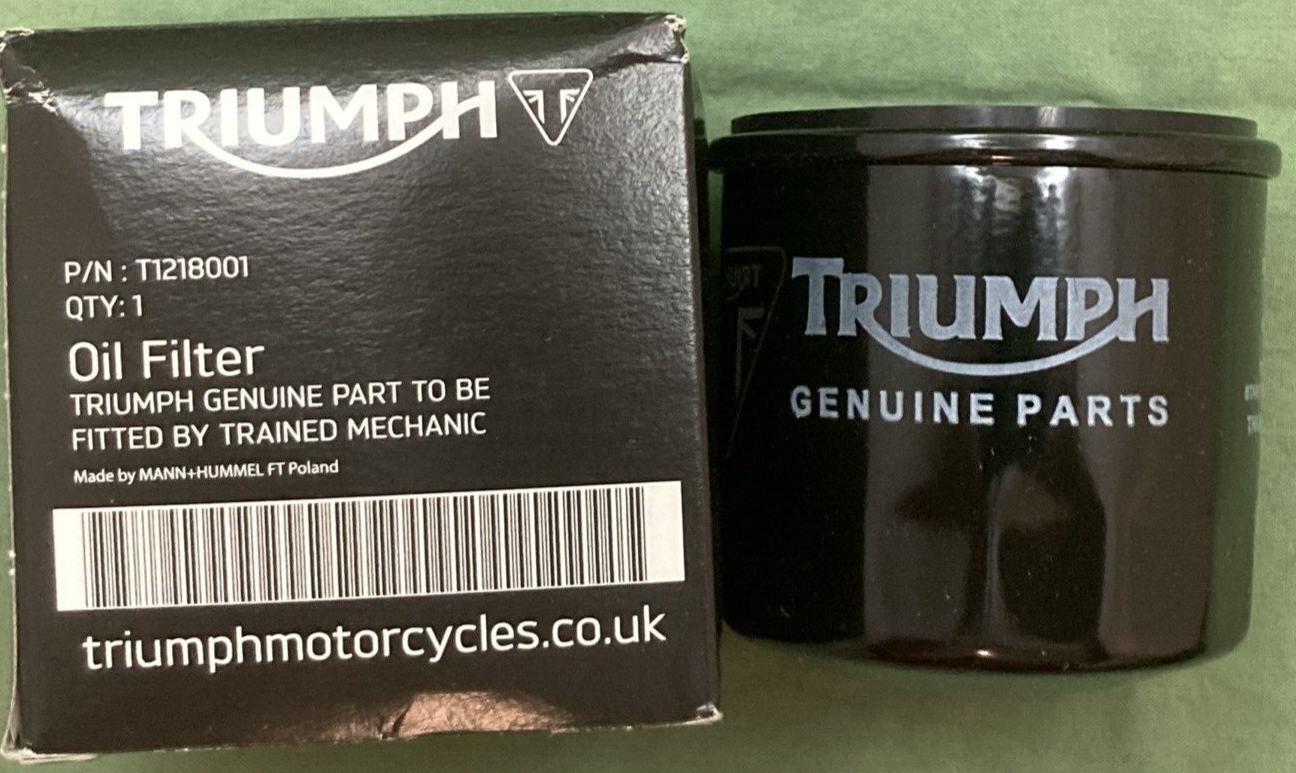 TRIUMPH
P/N : T1218001
QTY: 1
Oil Filter
TRIUMPH GENUINE PART TO BE
FITTED BY TRAINED MECHANIC
Made by MANN+HUMMEL FT Poland
triumphmotorcycles.co.uk
TRIUMPH
GENUINE PARTS